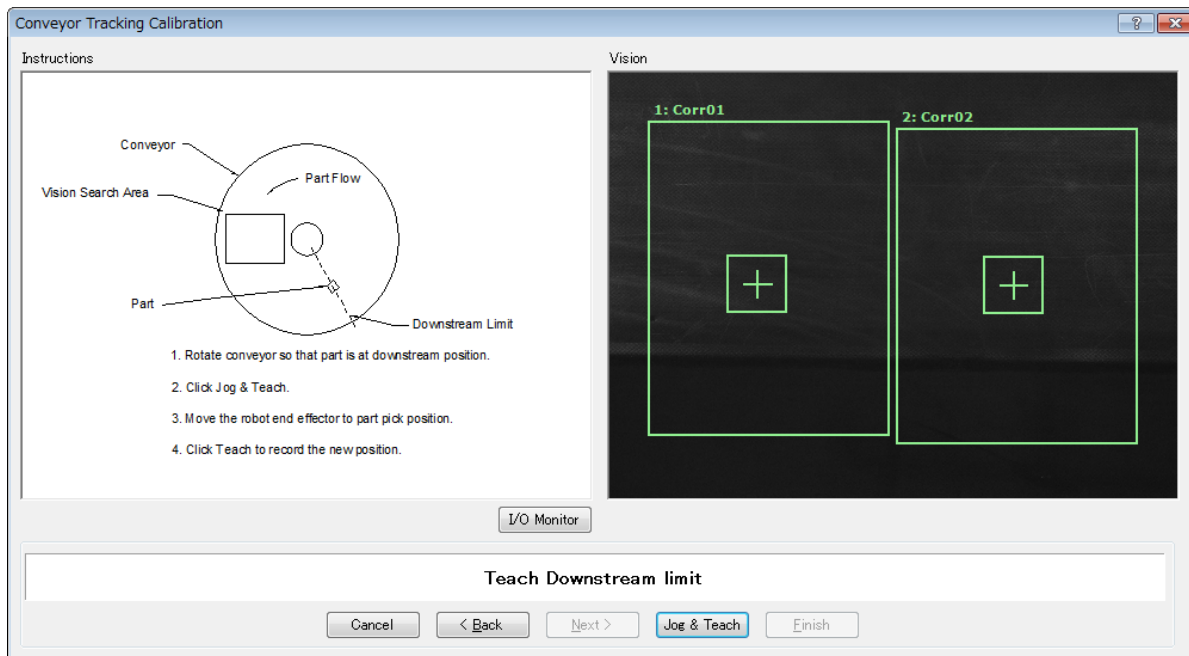 Conveyor Tracking Calibration
Instructions
Vision
Conveyor
Part Flow
Vision Search Area
Part
Downstream Limit
1. Rotate conveyor so that part is at downstream position.
2. Click Jog & Teach.
3. Move the robot end effector to part pick position.
4. Click Teach to record the new position.
1: Corr01
2: Corr02
I/O Monitor
Teach Downstream limit
Cancel
< Back
Next >
Jog & Teach
Finish